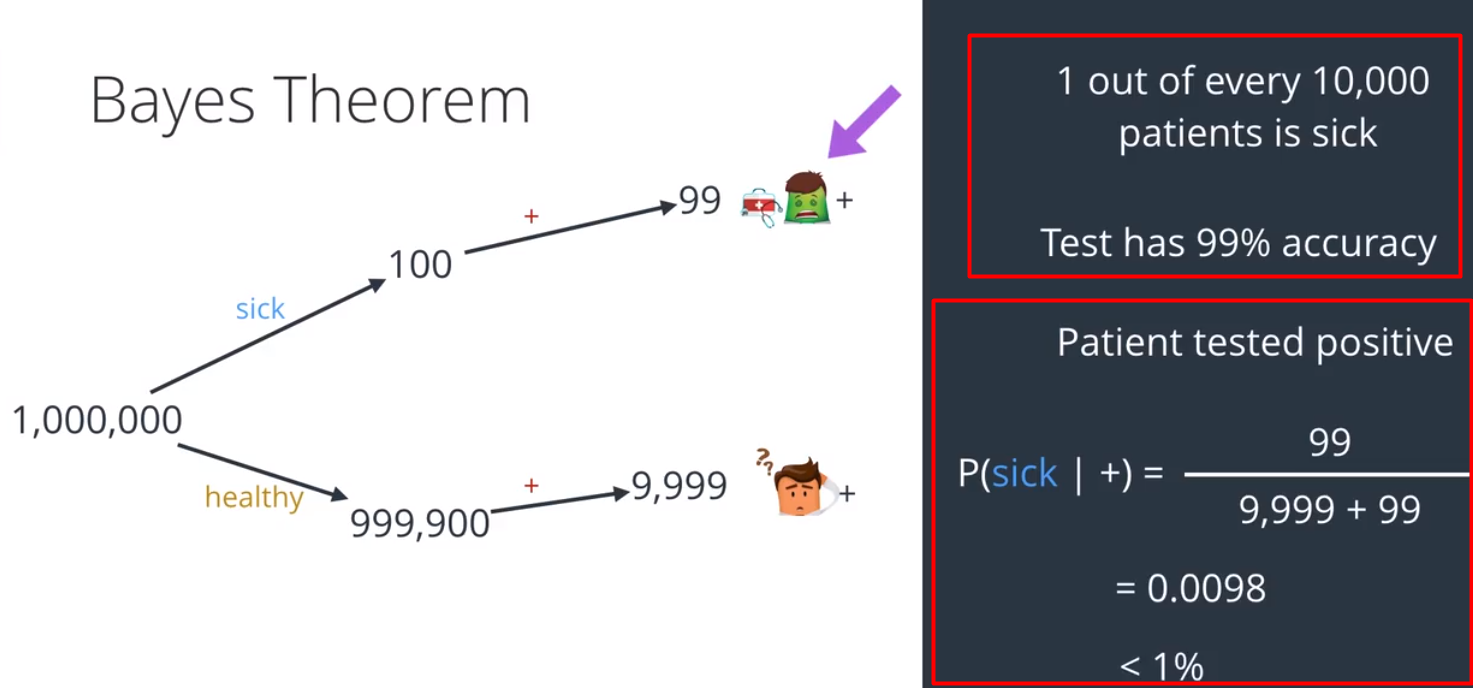 Bayes Theorem
99
+
+
100
sick
1,000,000
healthy
+
9,999
??
+
999,900
1 out of every 10,000
patients is sick
Test has 99% accuracy
Patient tested positive
P(sick | +) =
99
9,999 + 99
= 0.0098
< 1%